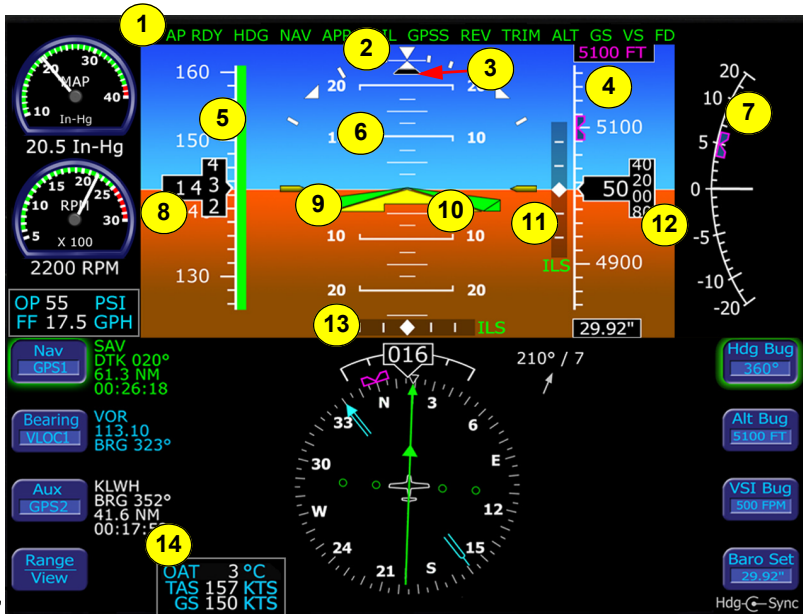 1
AP RDY HDG NAV APR GPSS REV TRIM ALT GS VS FD
2
3
5100 FT
MAP
10 20 30 40
In-Hg
20.5 In-Hg
160
150
130
5
20 20
6
10
4
5100
4900
20
10
5
0
-5
-10
-20
7
RPM
5 10 15 20 25 30
X 100
2200 RPM
8
14
4
3
2
9
10
11
50
40
20
00
12
10 10
20 20
ILS
13
ILS
29.92"
OP 55 PSI
FF 17.5 GPH
Nav
GPS1
SAV
DTK 020°
61.3 NM
00:26:18
016
210° / 7
Hdg Bug
360°
Bearing
VLOC1
VOR
113.10
BRG 323°
N 3 6 E 12 15 S 21 24 W 30 33
Alt Bug
5100 FT
Aux
GPS2
KLWH
BRG 352°
41.6 NM
VSI Bug
500 FPM
14
Range
View
OAT 3 °C
TAS 157 KTS
GS 150 KTS
Baro Set
29.92"
Hdg Sync